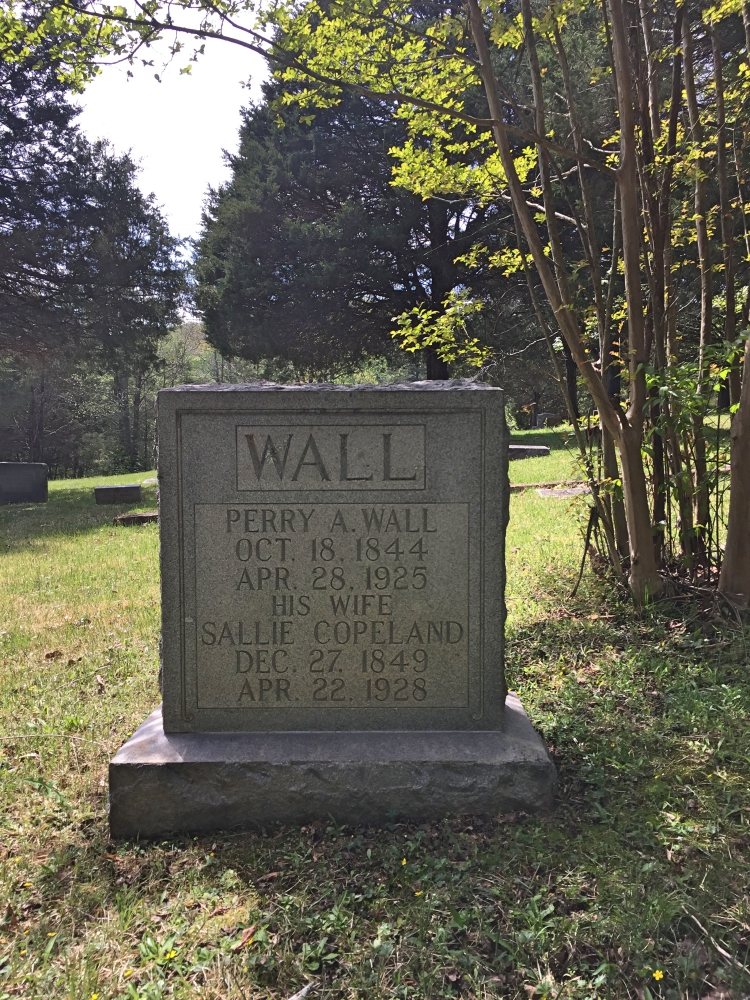 WALL
PERRY A. WALL
OCT. 18, 1844
APR. 28, 1925
HIS WIFE
SALLIE COPELAND
DEC. 27, 1849
APR. 22, 1928